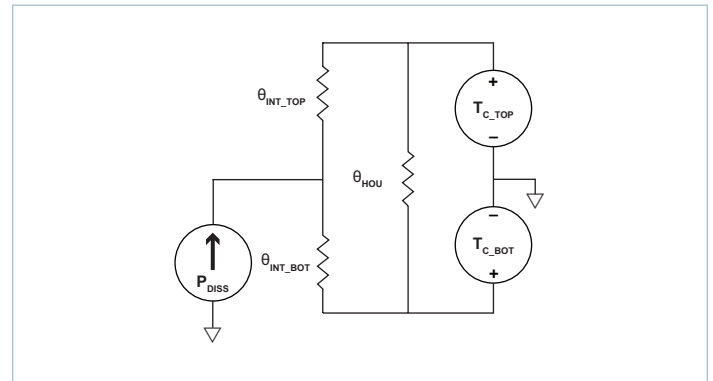 θINT_TOP
+
TC_TOP
–
θHOU
–
TC_BOT
+
θINT_BOT
PDISS